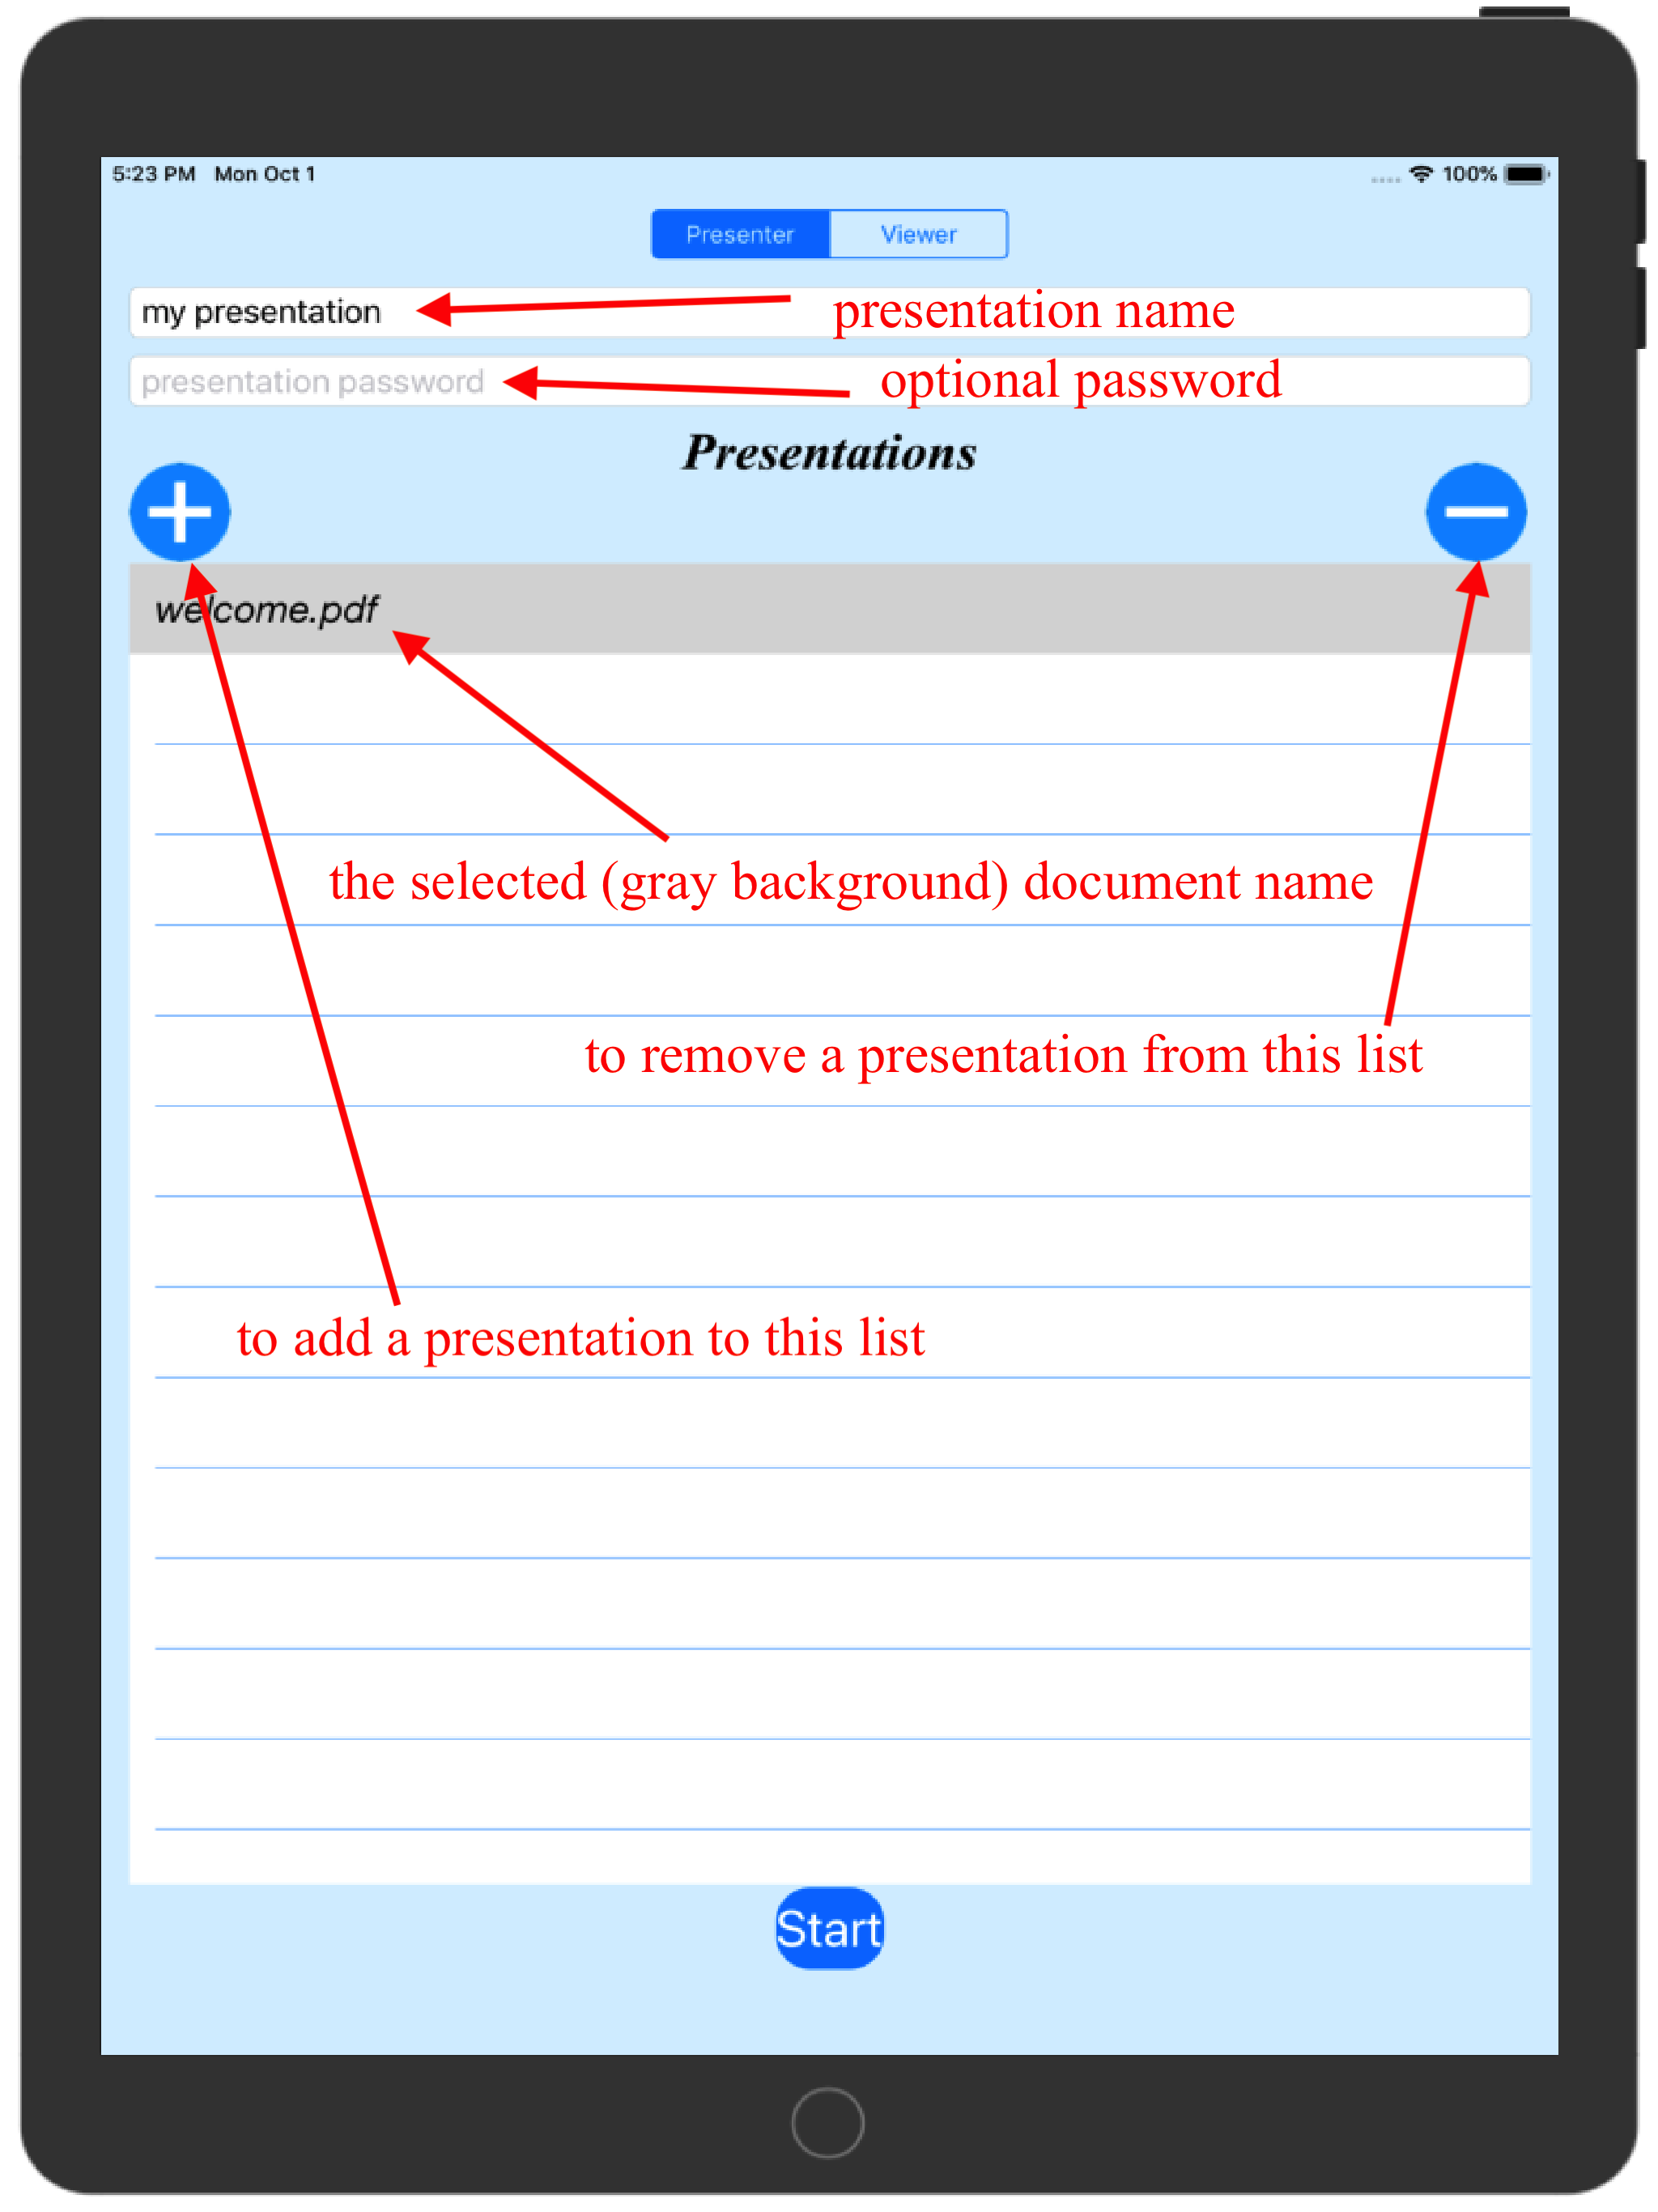 5:23 PM Mon Oct 1 100%
Presenter Viewer
my presentation presentation name
presentation password optional password
Presentations
welcome.pdf
the selected (gray background) document name
to remove a presentation from this list
to add a presentation to this list
Start